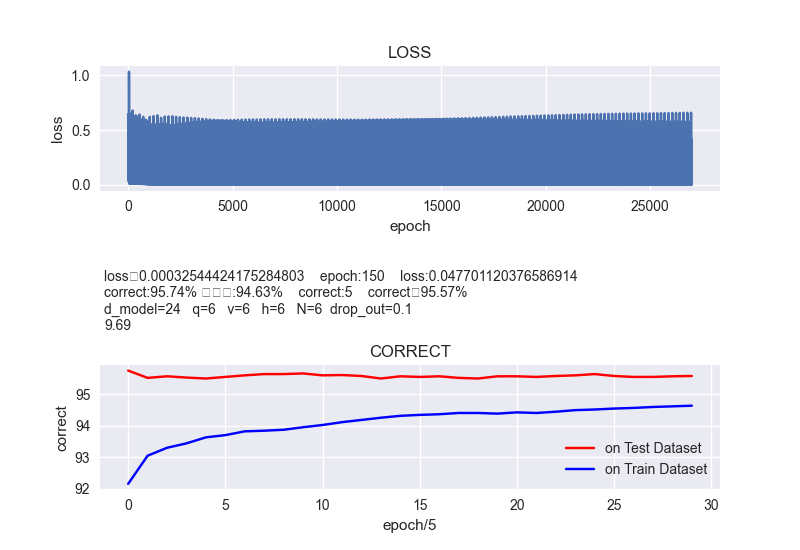 LOSS
1.0
0.5
0.0
loss
0 5000 10000 15000 20000 25000
epoch
loss□0.00032544424175284803 epoch:150 loss:0.047701120376586914
correct:95.74% □□□:94.63% correct:5 correct□95.57%
d_model=24 q=6 v=6 h=6 N=6 drop_out=0.1
9.69
CORRECT
95
94
93
92
correct
on Test Dataset
on Train Dataset
0 5 10 15 20 25 30
epoch/5